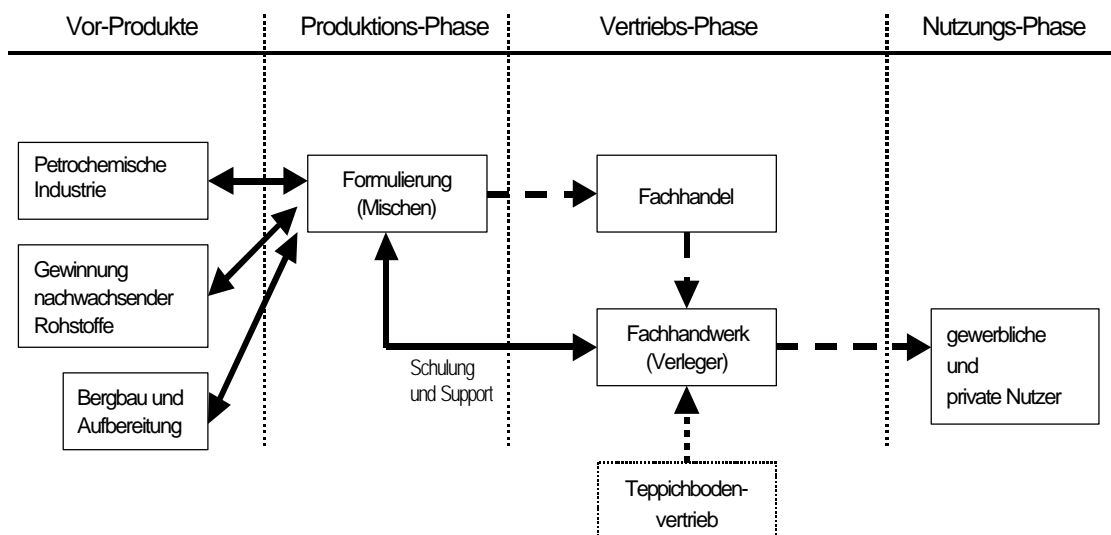 Vor-Produkte
Produktions-Phase
Vertriebs-Phase
Nutzungs-Phase
Petrochemische
Industrie
Formulierung
(Mischen)
Fachhandel
Gewinnung
nachwachsender
Rohstoffe
Fachhandwerk
(Verleger)
gewerbliche
und
private Nutzer
Schulung
und Support
Bergbau und
Aufbereitung
Teppichboden-
vertrieb